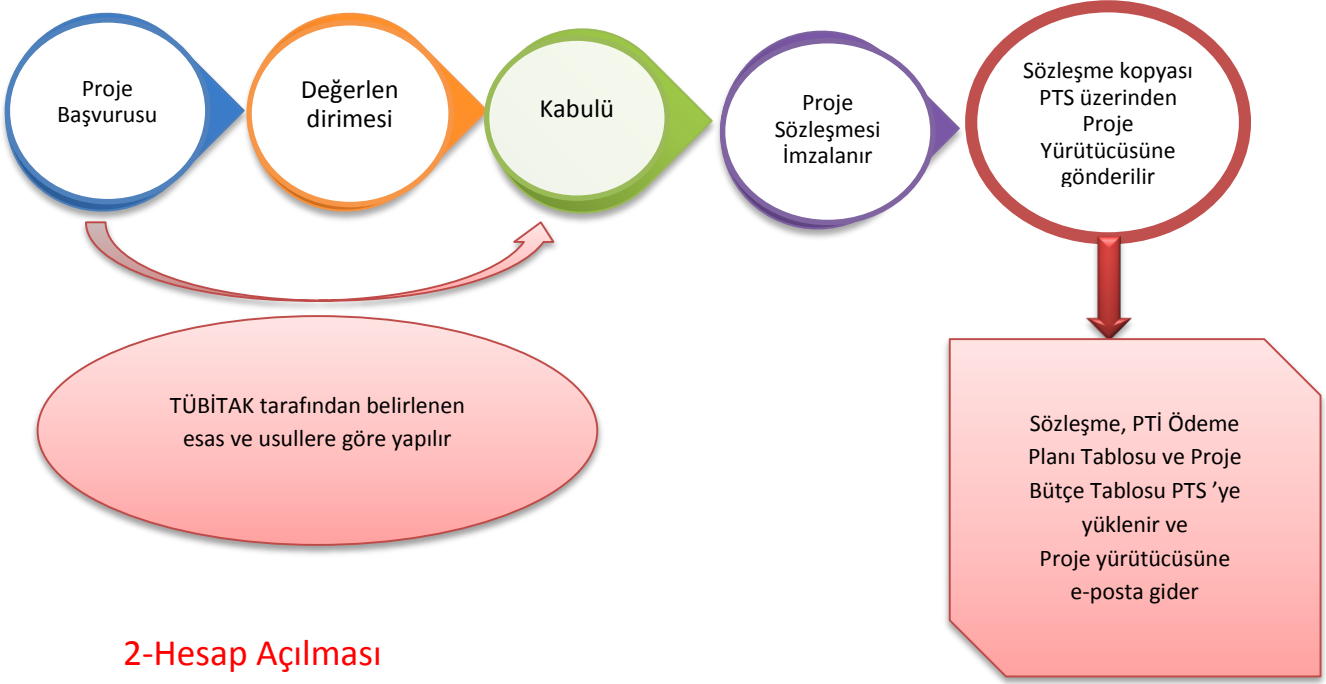 Proje
Başvurusu
Değerlen
dirimesi
Kabulü
Proje
Sözleşmesi
İmzalanır
Sözleşme kopyası
PTS üzerinden
Proje
Yürütücüsüne
gönderilir
TÜBİTAK tarafından belirlenen
esas ve usullere göre yapılır
Sözleşme, PTİ Ödeme
Planı Tablosu ve Proje
Bütçe Tablosu PTS ’ye
yüklenir ve
Proje yürütücüsüne
e-posta gider
2-Hesap Açılması